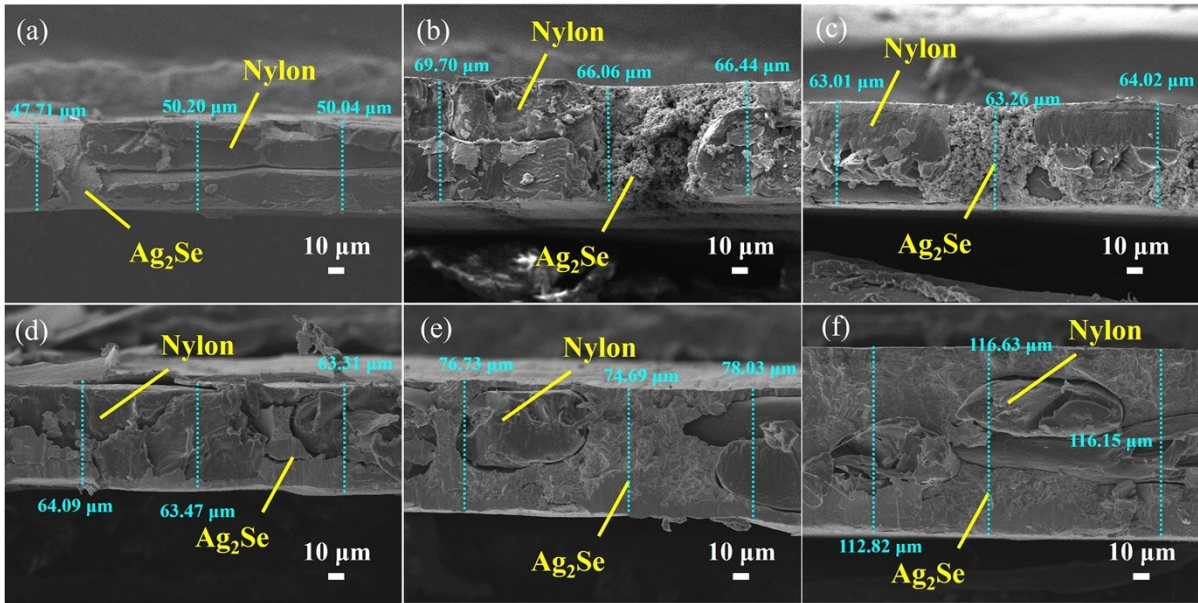 (a)
Nylon
47.71 μm
50.20 μm
50.04 μm
Ag₂Se
10 μm
(b)
Nylon
69.70 μm
66.06 μm
66.44 μm
Ag₂Se
10 μm
(c)
Nylon
63.01 μm
63.26 μm
64.02 μm
Ag₂Se
10 μm
(d)
Nylon
63.31 μm
64.09 μm
63.47 μm
Ag₂Se
10 μm
(e)
Nylon
76.73 μm
74.69 μm
78.03 μm
Ag₂Se
10 μm
(f)
Nylon
116.63 μm
116.15 μm
112.82 μm
Ag₂Se
10 μm